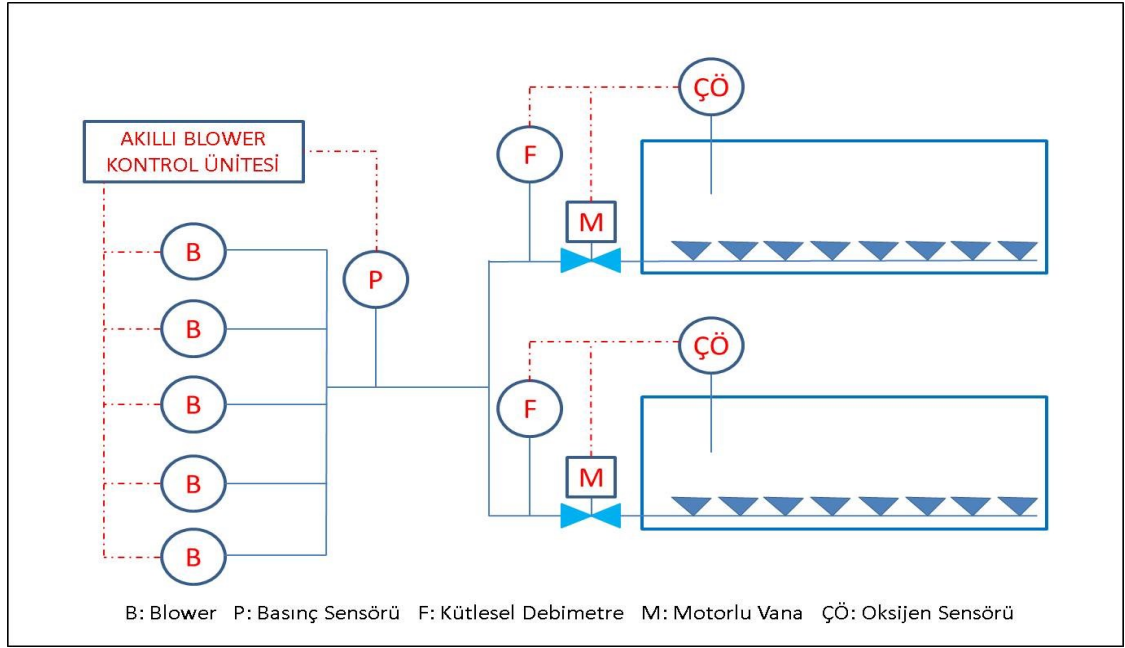 ÇÖ
AKILLI BLOWER
KONTROL ÜNİTESİ
F
M
B
P
B
ÇÖ
B
F
M
B
B
B: Blower P: Basınç Sensörü F: Kütlesel Debimetre M: Motorlu Vana ÇÖ: Oksijen Sensörü